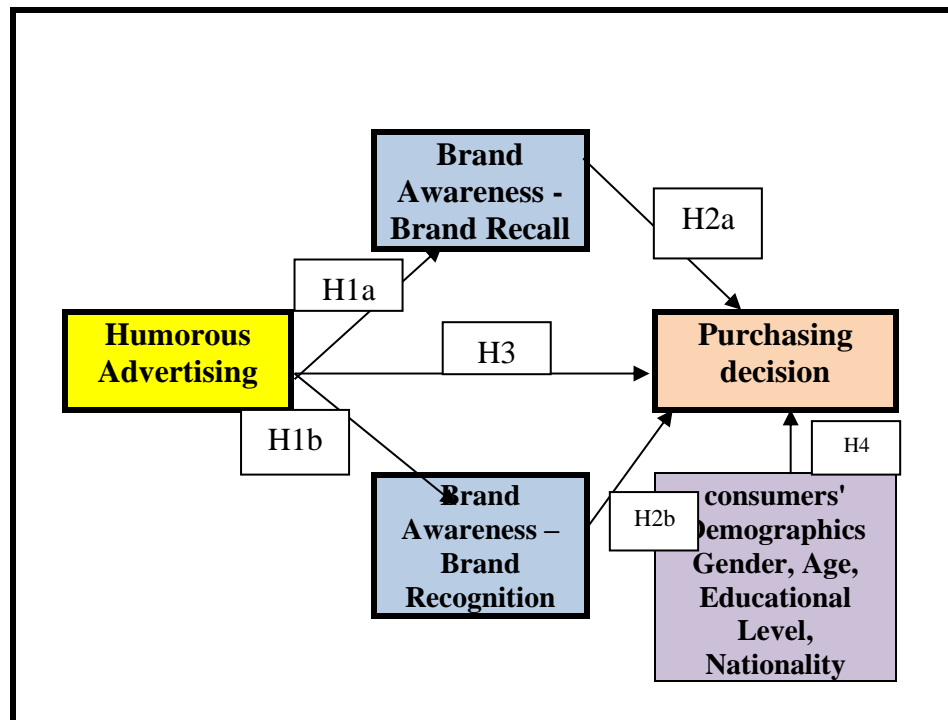 Brand
Awareness -
Brand Recall
H2a
H1a
Humorous
Advertising
H3
Purchasing
decision
H1b
H4
Brand
Awareness –
Brand
Recognition
H2b
consumers'
Demographics
Gender, Age,
Educational
Level,
Nationality